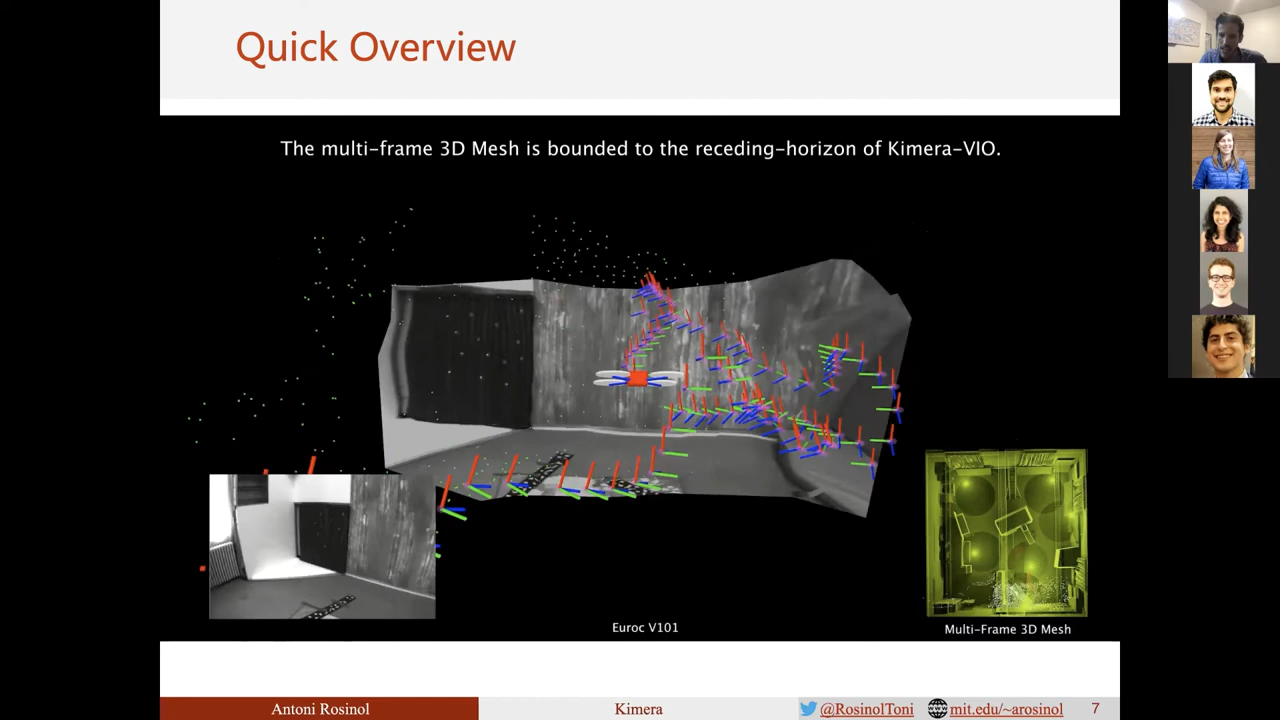 Quick Overview
The multi-frame 3D Mesh is bounded to the receding-horizon of Kimera-VIO.
Euroc V101
Multi-Frame 3D Mesh
Antoni Rosinol
Kimera
@RosinolToni
mit.edu/~arosinol
7